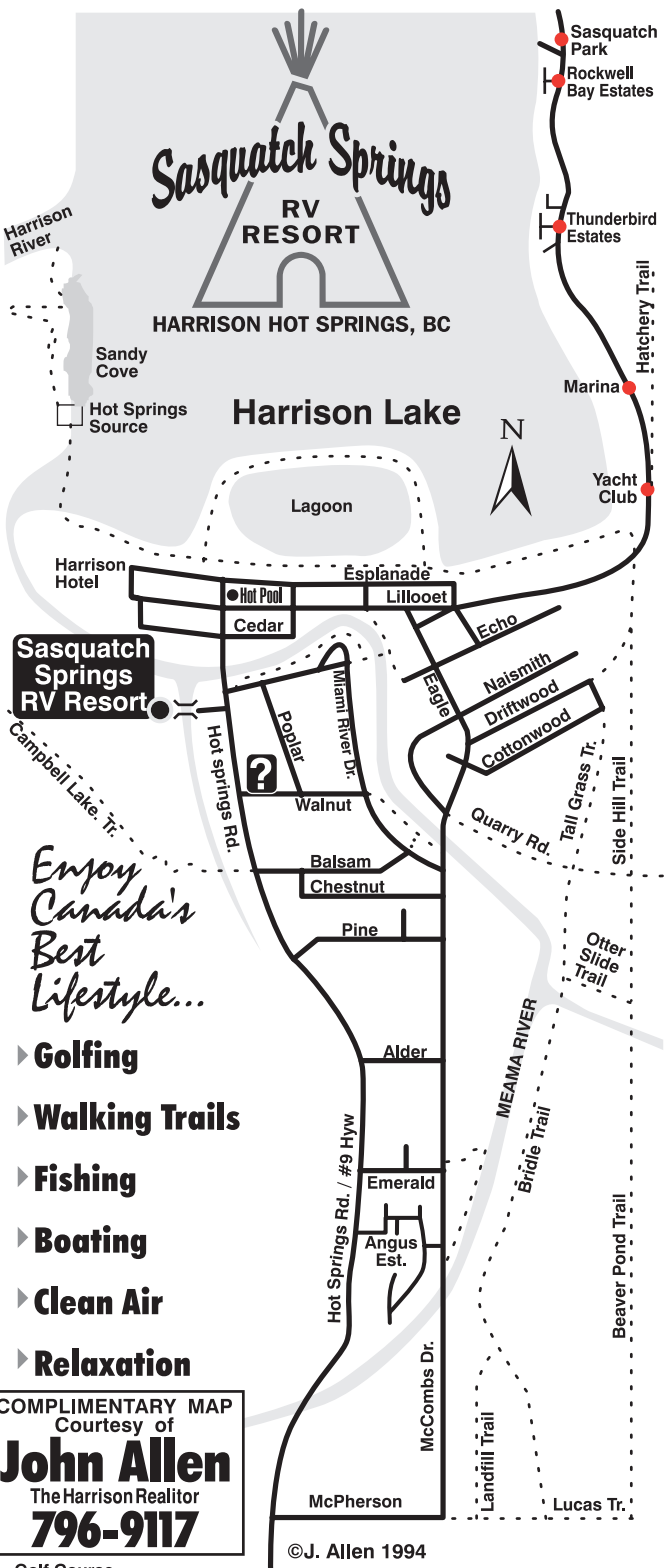 Sasquatch
Park
Rockwell
Bay Estates
Sasquatch Springs
RV
RESORT
HARRISON HOT SPRINGS, BC
Harrison
River
Thunderbird
Estates
Hatchery Trail
Sandy
Cove
Marina
Hot Springs
Source
Harrison Lake
N
Yacht
Club
Lagoon
Harrison
Hotel
Esplanade
Hot Pool
Lillooet
Cedar
Echo
Sasquatch
Springs
RV Resort
Eagle
Naismith
Miami River Dr.
Driftwood
Poplar
Cottonwood
Campbell Lake. Tr.
Hot springs Rd.
?
Walnut
Tall Grass Tr.
Side Hill Trail
Quarry Rd.
Balsam
Chestnut
Enjoy
Canada's
Best
Lifestyle...
Pine
Otter
Slide
Trail
MEAMA RIVER
Golfing
Alder
Walking Trails
Bridle Trail
Fishing
Hot Springs Rd. / #9 Hyw
Emerald
Boating
Angus
Est.
Clean Air
Beaver Pond Trail
Relaxation
McCombs Dr.
COMPLIMENTARY MAP
Courtesy of
John Allen
The Harrison Realitor
796-9117
Landfill Trail
McPherson
Lucas Tr.
©J. Allen 1994